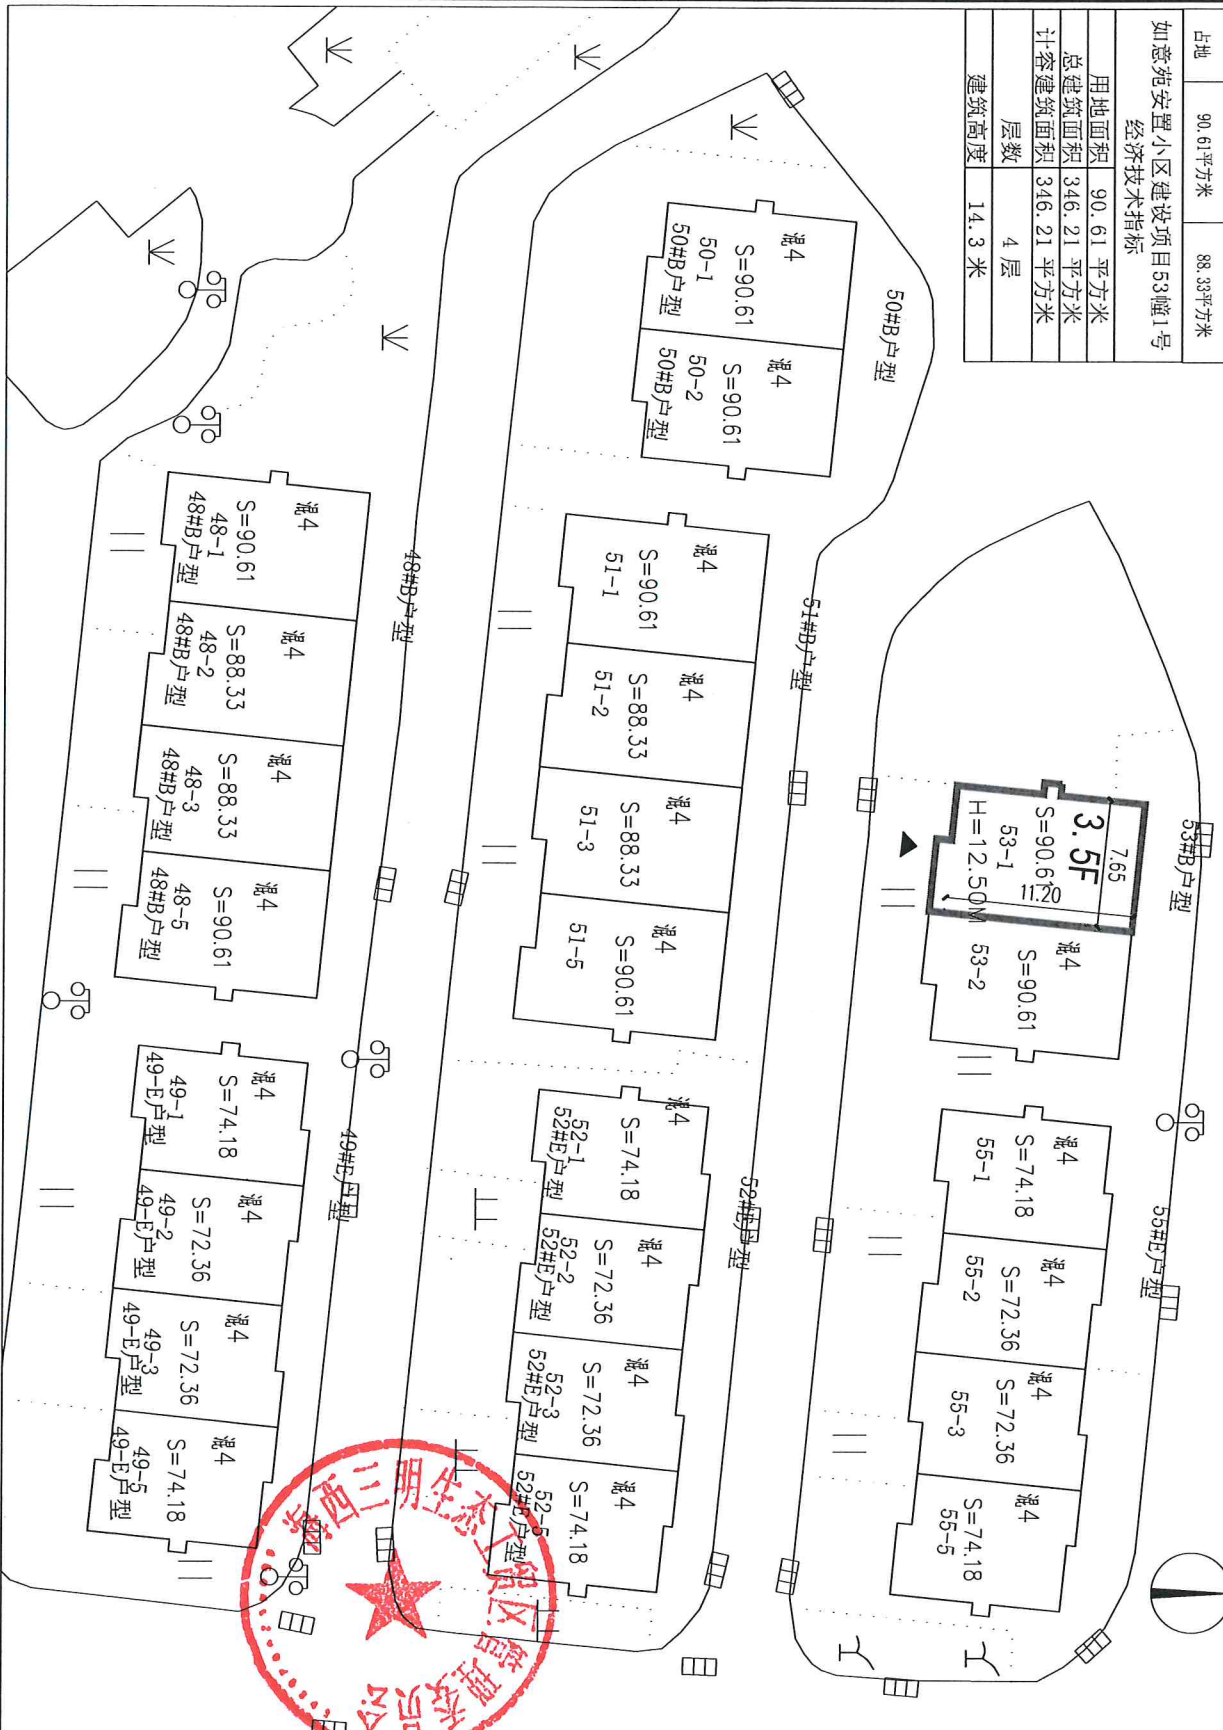 占地 90.61平方米 88.33平方米
如意苑安置小区建设项目53幢1号
经济技术指标
用地面积 90.61 平方米
总建筑面积 346.21 平方米
计容建筑面积 346.21 平方米
层数 4 层
建筑高度 14.3 米
53#B户型
7.65
3.5F
S=90.61
11.20
53-1
H=12.50M
混4
S=90.61
53-2
55#E户型
混4
S=74.18
55-1
混4
S=72.36
55-2
混4
S=72.36
55-3
混4
S=74.18
55-5
50#B户型
混4
S=90.61
50-1
50#B户型
混4
S=90.61
50-2
50#B户型
51#B户型
混4
S=90.61
51-1
混4
S=88.33
51-2
混4
S=88.33
51-3
混4
S=90.61
51-5
52#E户型
混4
S=74.18
52-1
52#E户型
混4
S=72.36
52-2
52#E户型
混4
S=72.36
52-3
52#E户型
混4
S=74.18
52-5
52#E户型
48#B户型
混4
S=90.61
48-1
48#B户型
混4
S=88.33
48-2
48#B户型
混4
S=88.33
48-3
48#B户型
混4
S=90.61
48-5
48#B户型
49#E户型
混4
S=74.18
49-1
49-E户型
混4
S=72.36
49-2
49-E户型
混4
S=72.36
49-3
49-E户型
混4
S=74.18
49-5
49-E户型
海西三明生态工贸区管理委员会